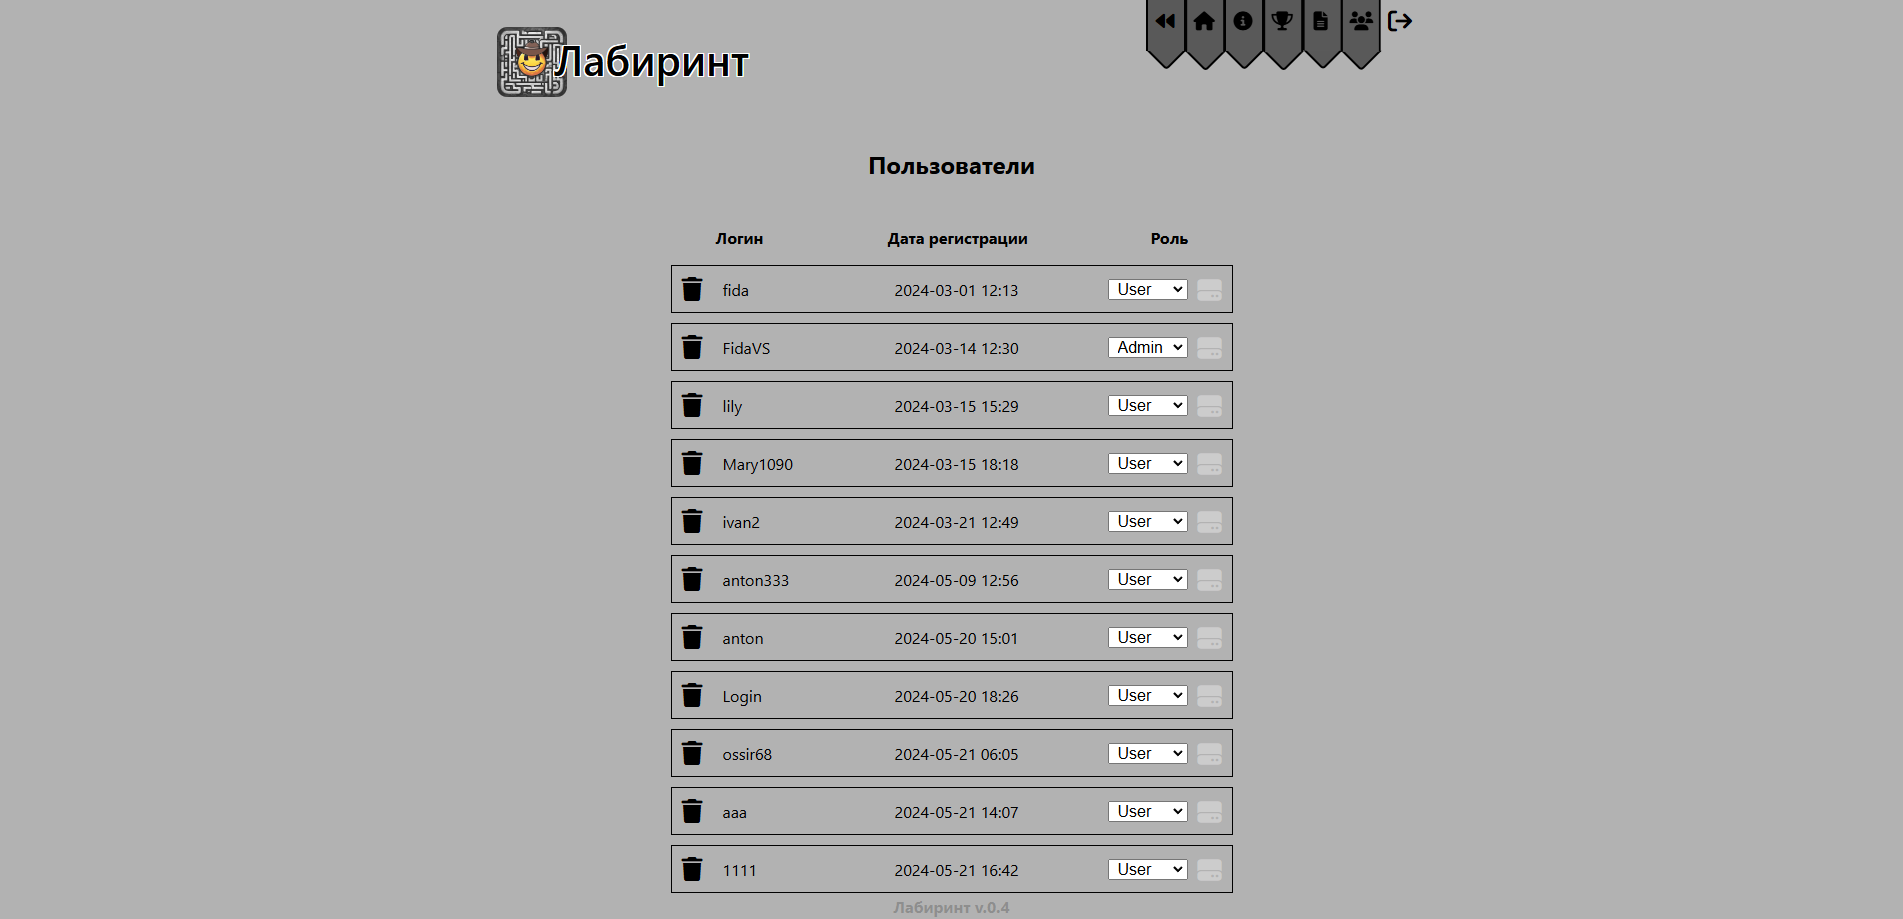 Лабиринт
Пользователи
Логин Дата регистрации Роль
fida 2024-03-01 12:13 User
FidaVS 2024-03-14 12:30 Admin
lily 2024-03-15 15:29 User
Mary1090 2024-03-15 18:18 User
ivan2 2024-03-21 12:49 User
anton333 2024-05-09 12:56 User
anton 2024-05-20 15:01 User
Login 2024-05-20 18:26 User
ossir68 2024-05-21 06:05 User
aaa 2024-05-21 14:07 User
1111 2024-05-21 16:42 User
Лабиринт v.0.4